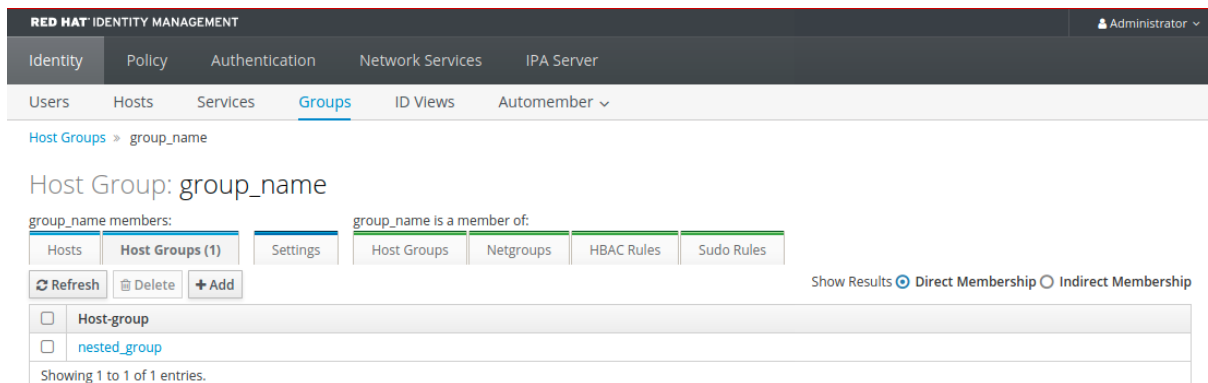 RED HAT IDENTITY MANAGEMENT Administrator
Identity Policy Authentication Network Services IPA Server
Users Hosts Services Groups ID Views Automember
Host Groups » group_name
Host Group: group_name
group_name members: group_name is a member of:
Hosts Host Groups (1) Settings Host Groups Netgroups HBAC Rules Sudo Rules
Refresh Delete + Add Show Results Direct Membership Indirect Membership
Host-group
nested_group
Showing 1 to 1 of 1 entries.